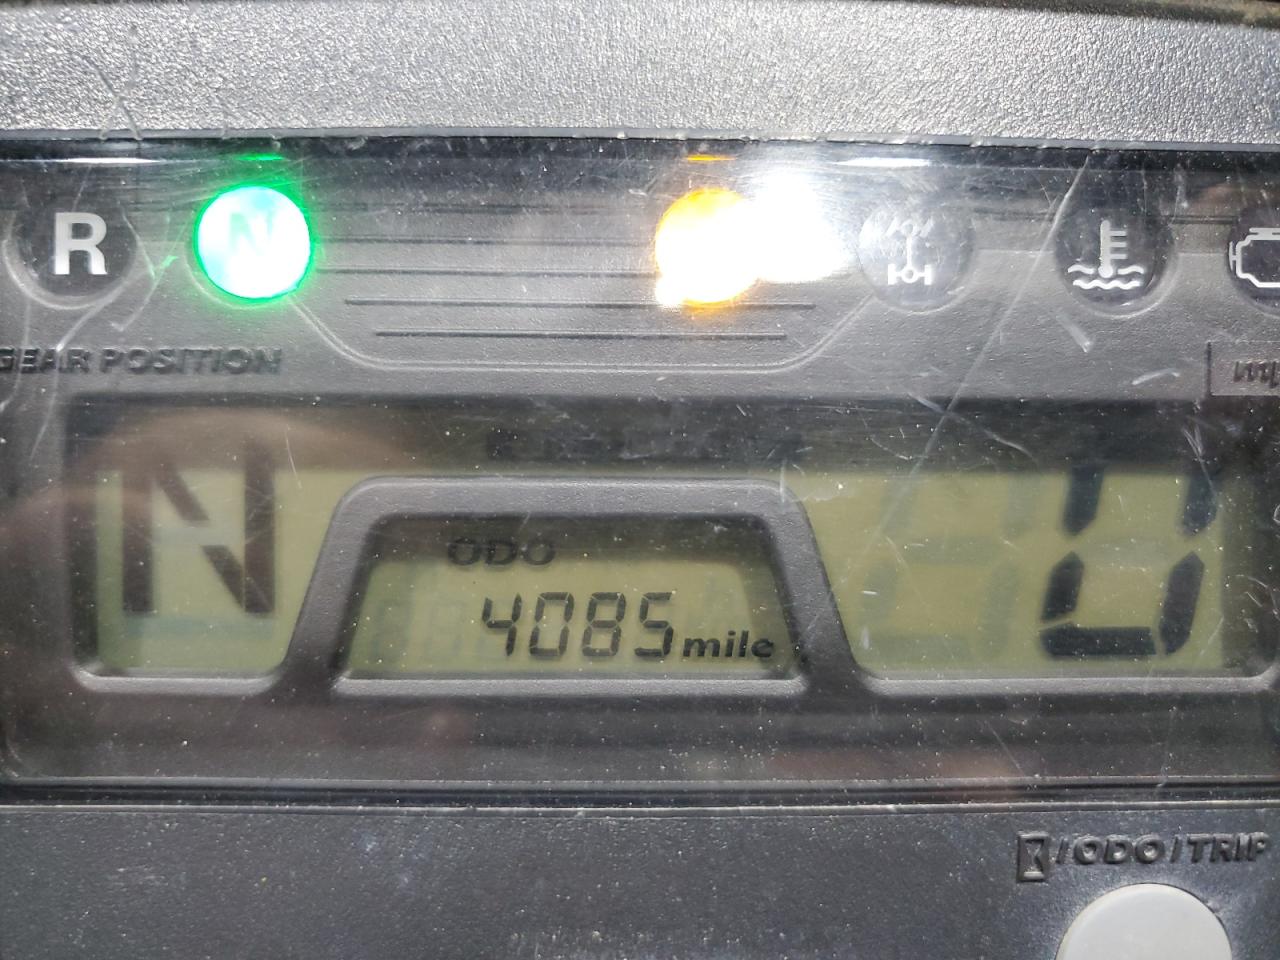 R N
GEAR POSITION
N
ODO
4085 mile
0
/ODO/TRIP